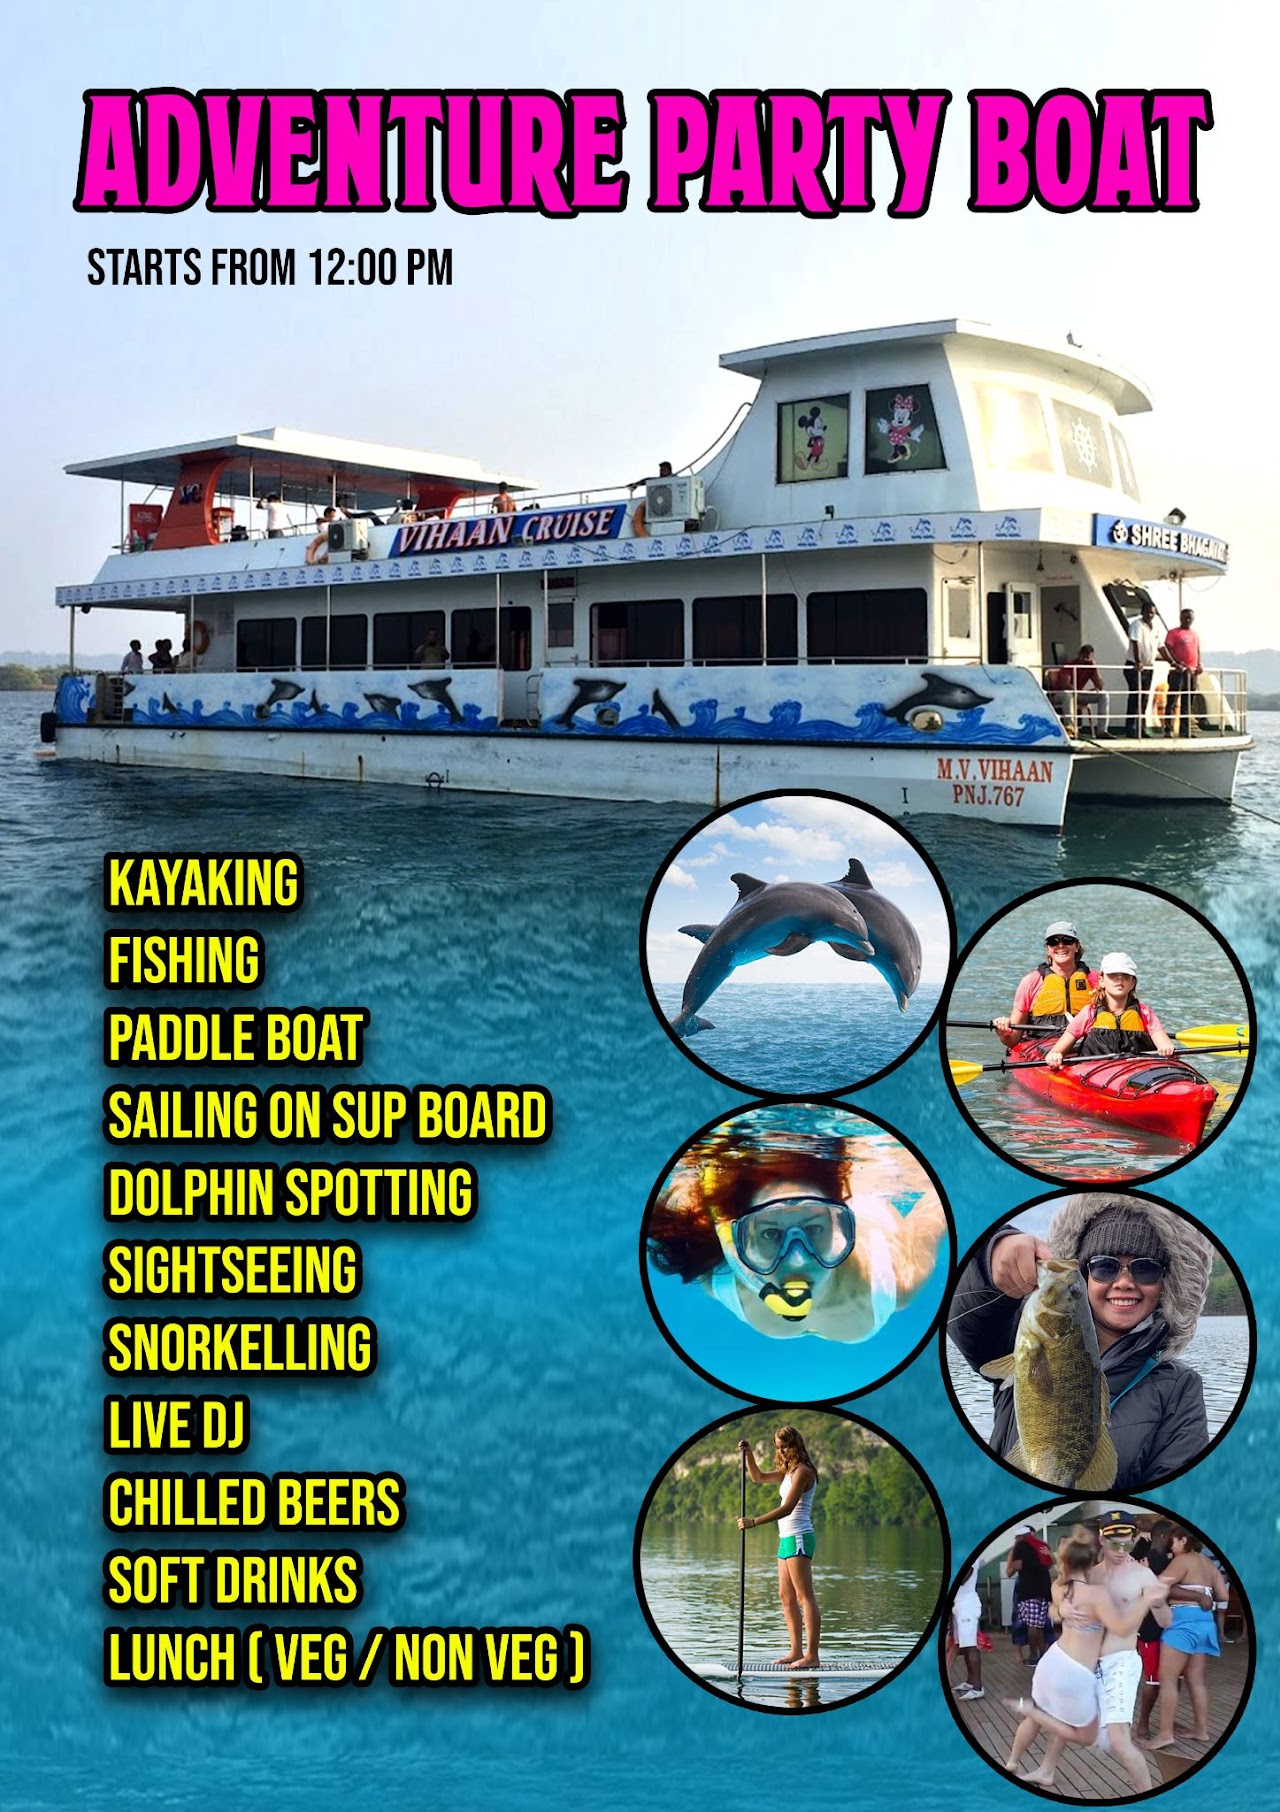 ADVENTURE PARTY BOAT
STARTS FROM 12:00 PM
VIHAAN CRUISE
ॐ SHREE
M.V.VIHAAN
PNJ.767
KAYAKING
FISHING
PADDLE BOAT
SAILING ON SUP BOARD
DOLPHIN SPOTTING
SIGHTSEEING
SNORKELLING
LIVE DJ
CHILLED BEERS
SOFT DRINKS
LUNCH ( VEG / NON VEG )